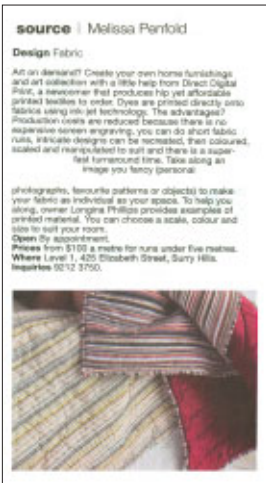 source | Melissa Penfold
Design Fabric
Art on demand? Create your own home furnishings
and art collection with a little help from Direct Digital
Print, a newcomer that produces hip yet affordable
printed textiles to order. Dyes are printed directly onto
fabrics using ink-jet technology. The advantages?
Production costs are reduced because there is no
expensive screen engraving, you can do short fabric
runs, intricate designs can be recreated, then coloured,
scaled and manipulated to suit and there is a super-
fast turnaround time. Take along an
image you fancy (personal
photographs, favourite patterns or objects) to make
your fabric as individual as your space. To help you
along, owner Longina Phillips provides examples of
printed material. You can choose a scale, colour and
size to suit your room.
Open By appointment.
Prices from $100 a metre for runs under five metres.
Where Level 1, 425 Elizabeth Street, Surry Hills.
Inquiries 9212 3750.